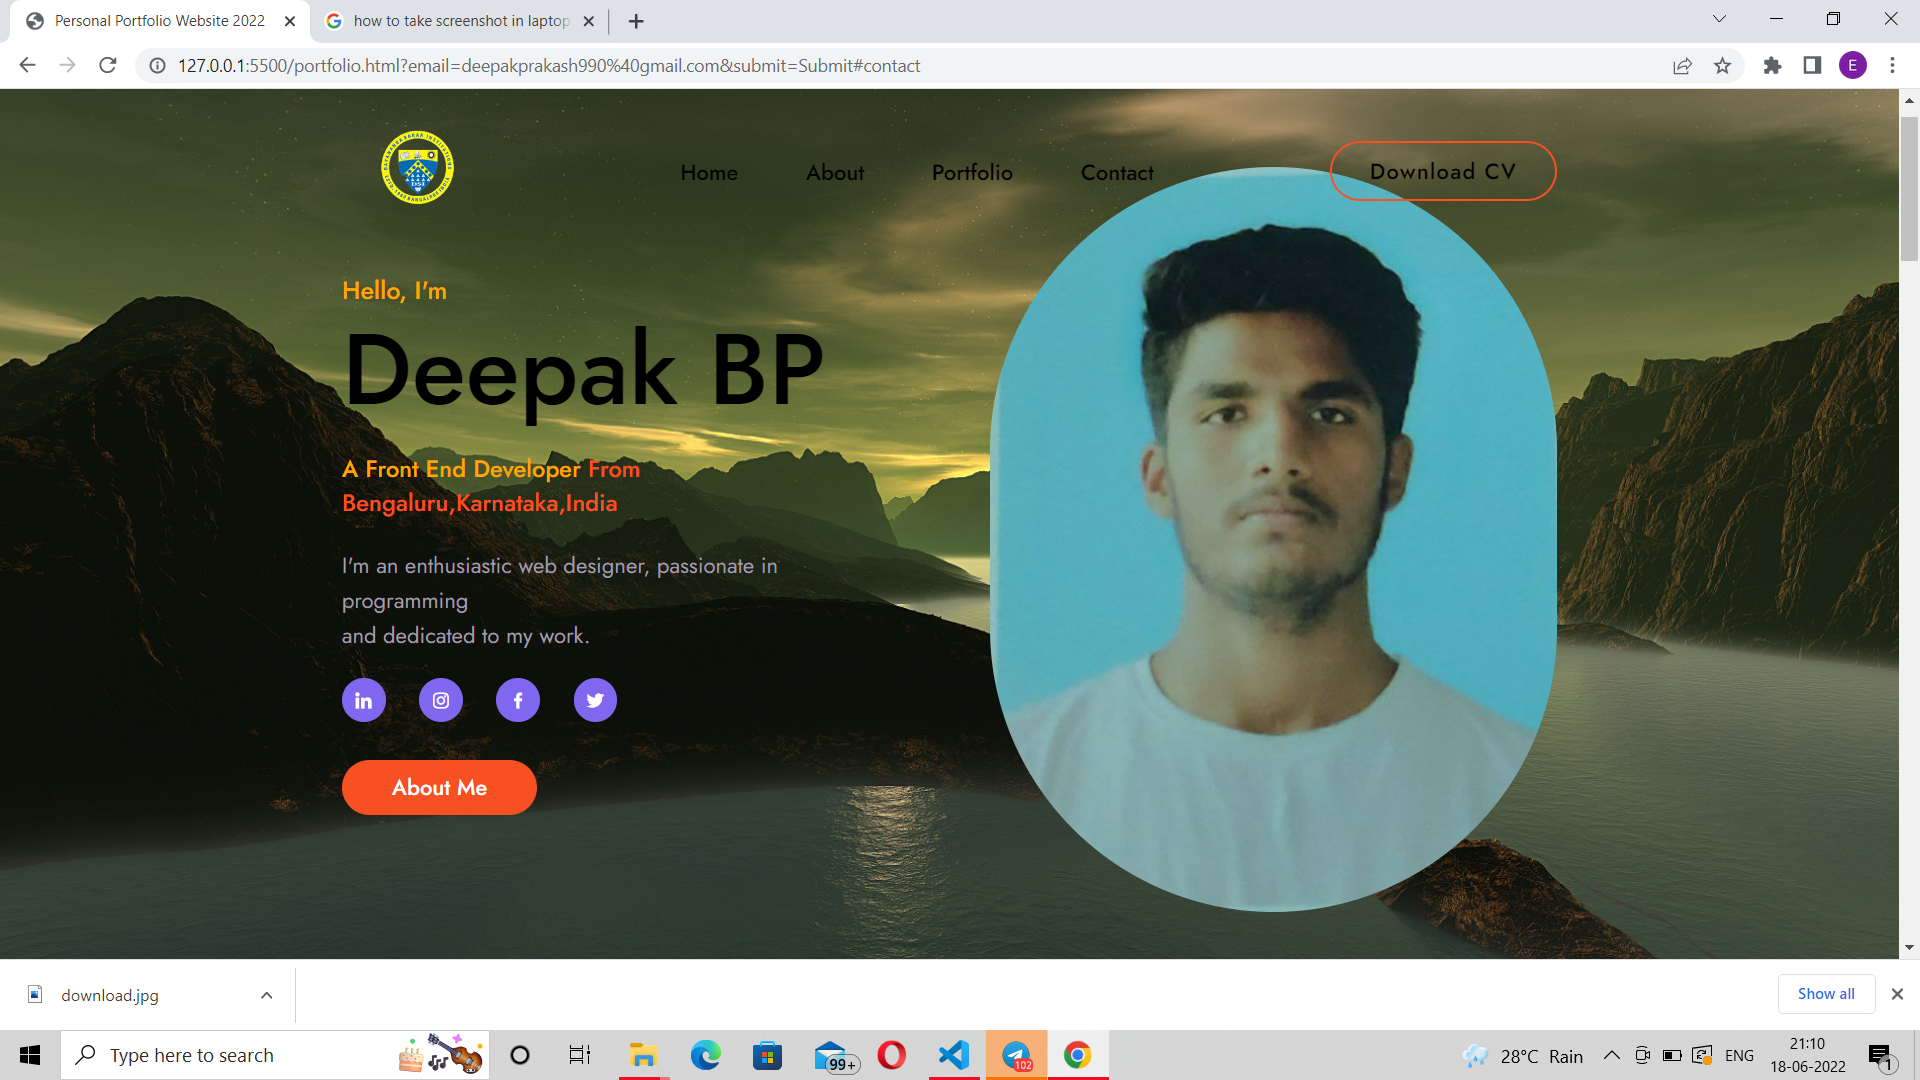 Personal Portfolio Website 2022
how to take screenshot in laptop
127.0.0.1:5500/portfolio.html?email=deepakprakash990%40gmail.com&submit=Submit#contact
E
Home About Portfolio Contact Download CV
DSI
Hello, I'm
Deepak BP
A Front End Developer From
Bengaluru,Karnataka,India
I'm an enthusiastic web designer, passionate in
programming
and dedicated to my work.
About Me
download.jpg
Show all
Type here to search
99+
102
28°C Rain
ENG
21:10
18-06-2022
1